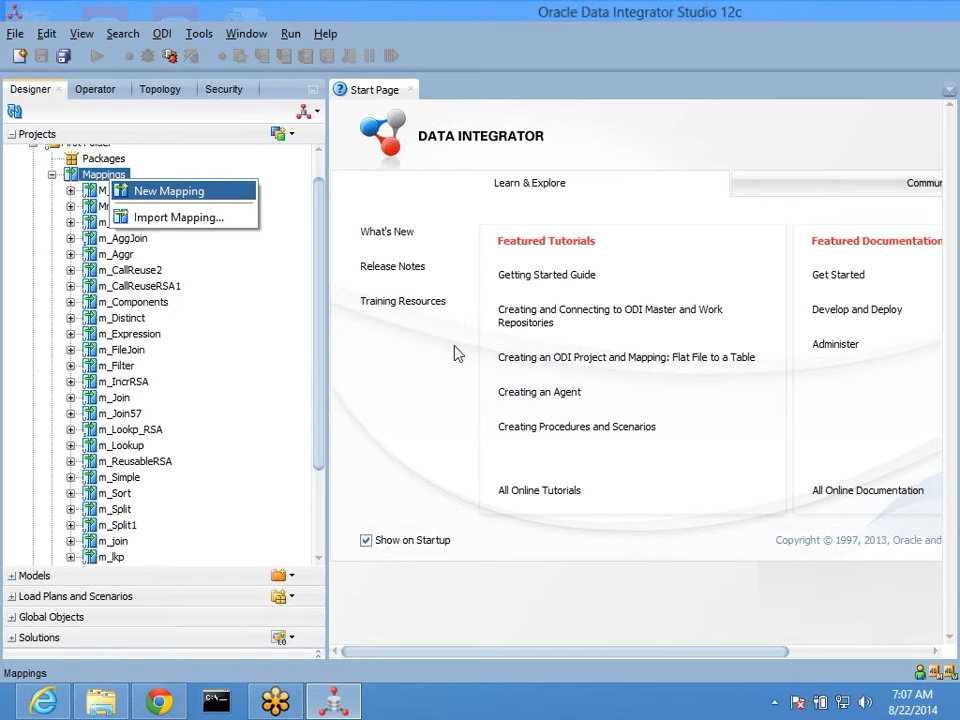 Oracle Data Integrator Studio 12c
File Edit View Search ODI Tools Window Run Help
Designer Operator Topology Security
Start Page
Projects
Packages
Mappings
New Mapping
Import Mapping...
m_AggJoin
m_Aggr
m_CallReuse2
m_CallReuseRSA1
m_Components
m_Distinct
m_Expression
m_FileJoin
m_Filter
m_IncrRSA
m_Join
m_Join57
m_Lookp_RSA
m_Lookup
m_ReusableRSA
m_Simple
m_Sort
m_Split
m_Split1
m_join
m_lkp
Models
Load Plans and Scenarios
Global Objects
Solutions
DATA INTEGRATOR
Learn & Explore
Commur
What's New
Release Notes
Training Resources
Featured Tutorials
Getting Started Guide
Creating and Connecting to ODI Master and Work
Repositories
Creating an ODI Project and Mapping: Flat File to a Table
Creating an Agent
Creating Procedures and Scenarios
All Online Tutorials
Featured Documentation
Get Started
Develop and Deploy
Administer
All Online Documentation
Show on Startup
Copyright © 1997, 2013, Oracle and
Mappings
7:07 AM
8/22/2014